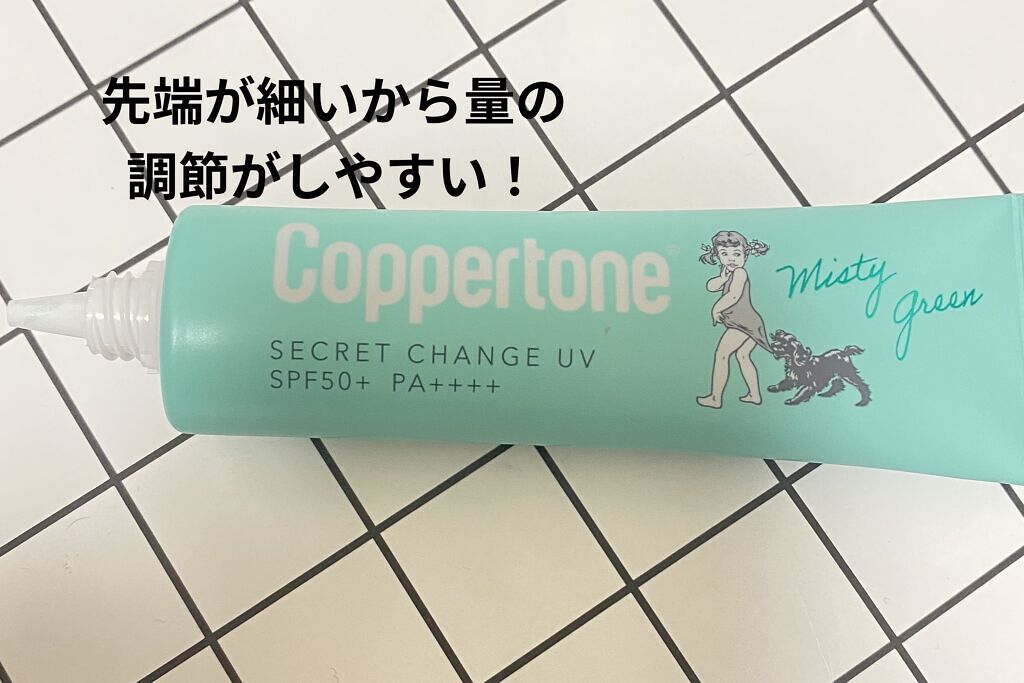 先端が細いから量の
調節がしやすい！
Coppertone®
SECRET CHANGE UV
SPF50+ PA++++
Misty
green